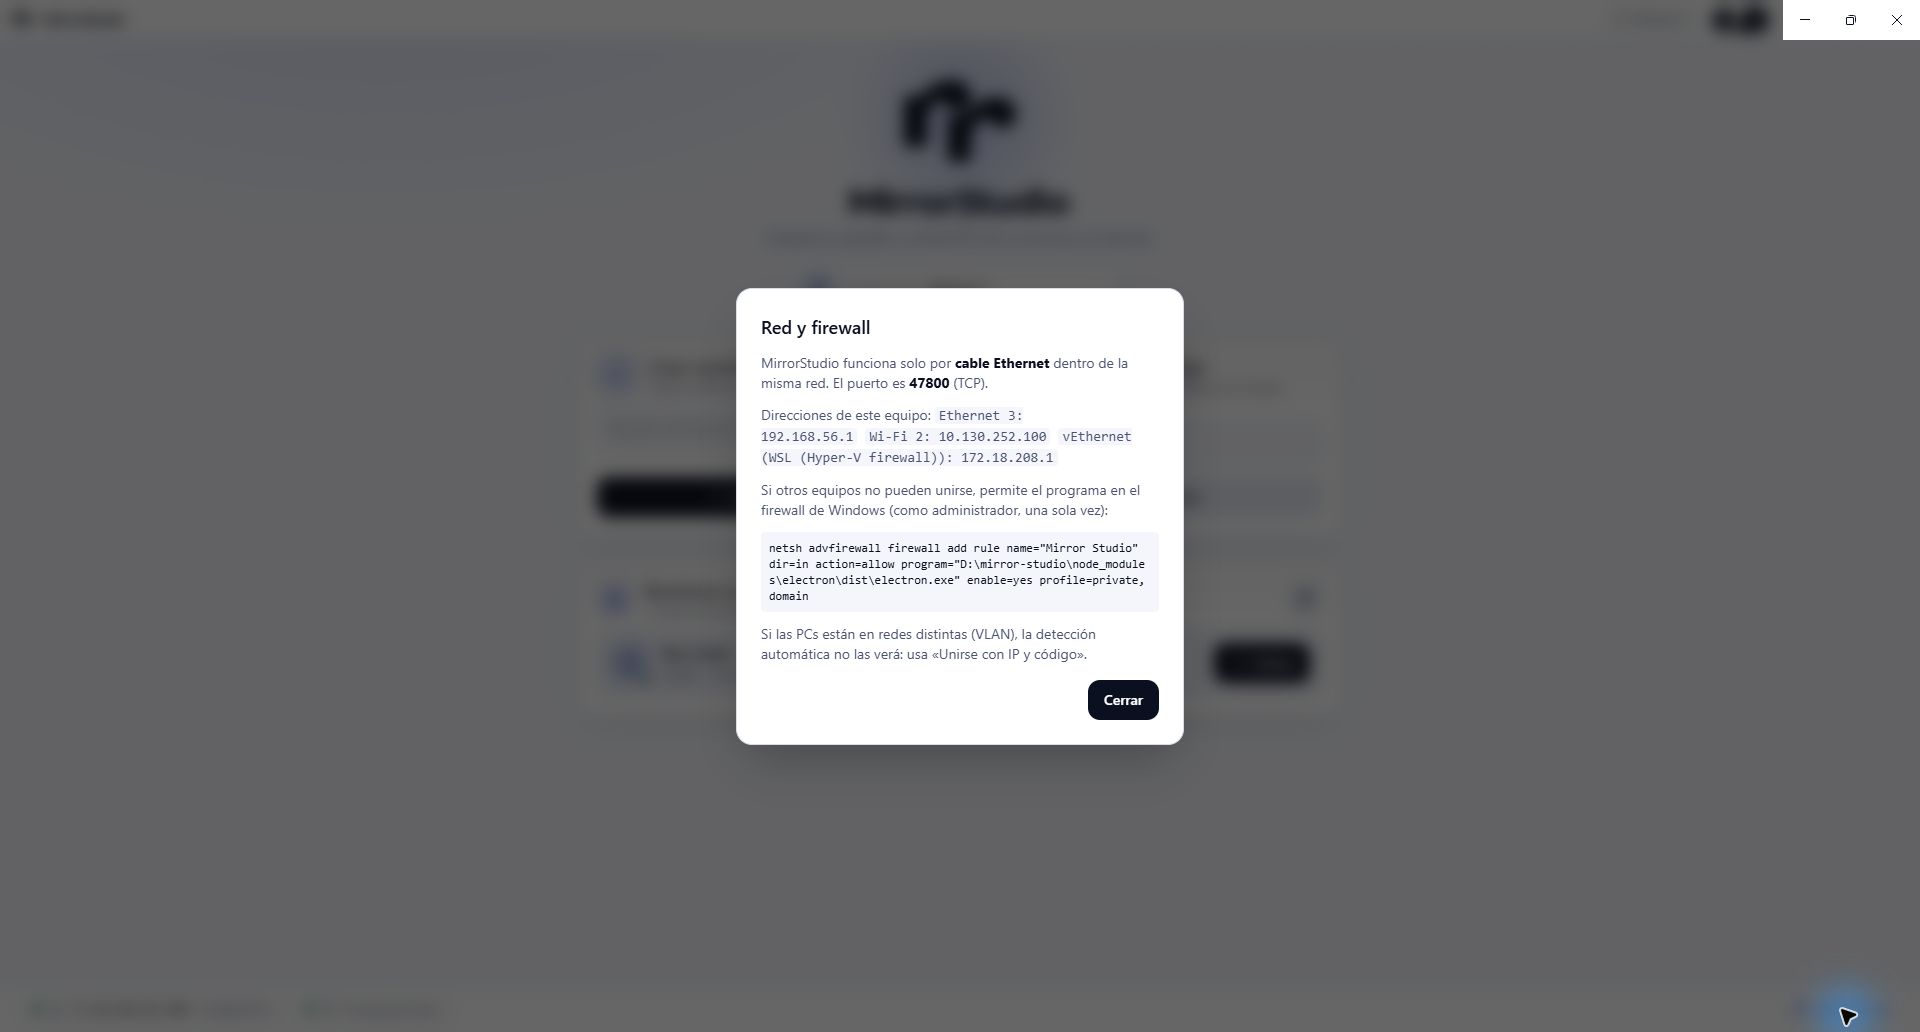 MirrorStudio
Red y firewall
MirrorStudio funciona solo por cable Ethernet dentro de la
misma red. El puerto es 47800 (TCP).
Direcciones de este equipo: Ethernet 3:
192.168.56.1 Wi-Fi 2: 10.130.252.100 vEthernet
(WSL (Hyper-V firewall)): 172.18.208.1
Si otros equipos no pueden unirse, permite el programa en el
firewall de Windows (como administrador, una sola vez):
netsh advfirewall firewall add rule name="Mirror Studio"
dir=in action=allow program="D:\mirror-studio\node_module
s\electron\dist\electron.exe" enable=yes profile=private,
domain
Si las PCs están en redes distintas (VLAN), la detección
automática no las verá: usa «Unirse con IP y código».
Cerrar